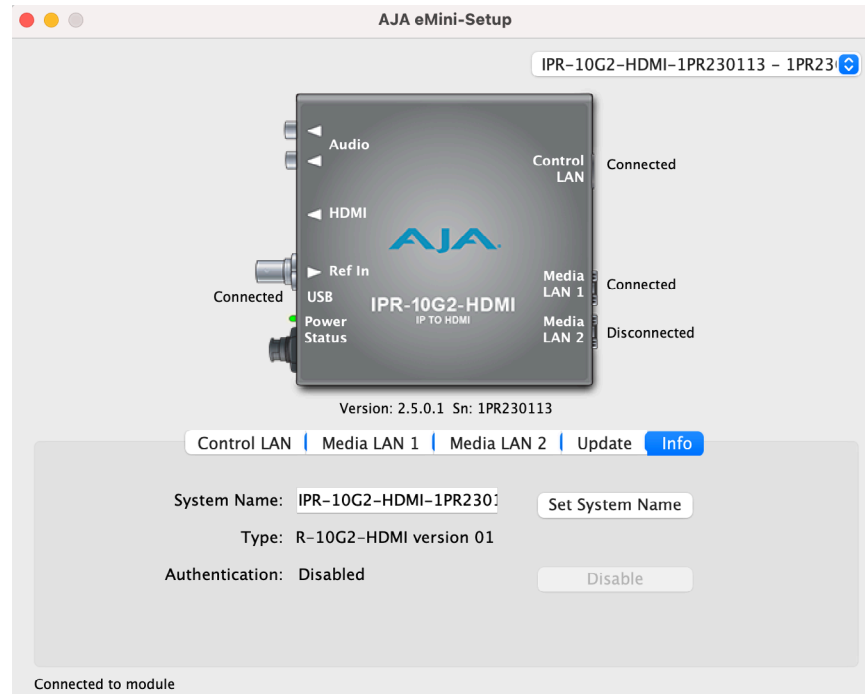 AJA eMini-Setup
IPR-10G2-HDMI-1PR230113 - 1PR23
Audio
Control LAN
Connected
HDMI
AJA
Ref In
Connected
USB
Media LAN 1
Connected
IPR-10G2-HDMI
IP TO HDMI
Power Status
Media LAN 2
Disconnected
Version: 2.5.0.1 Sn: 1PR230113
Control LAN Media LAN 1 Media LAN 2 Update Info
System Name: IPR-10G2-HDMI-1PR2301 Set System Name
Type: R-10G2-HDMI version 01
Authentication: Disabled Disable
Connected to module